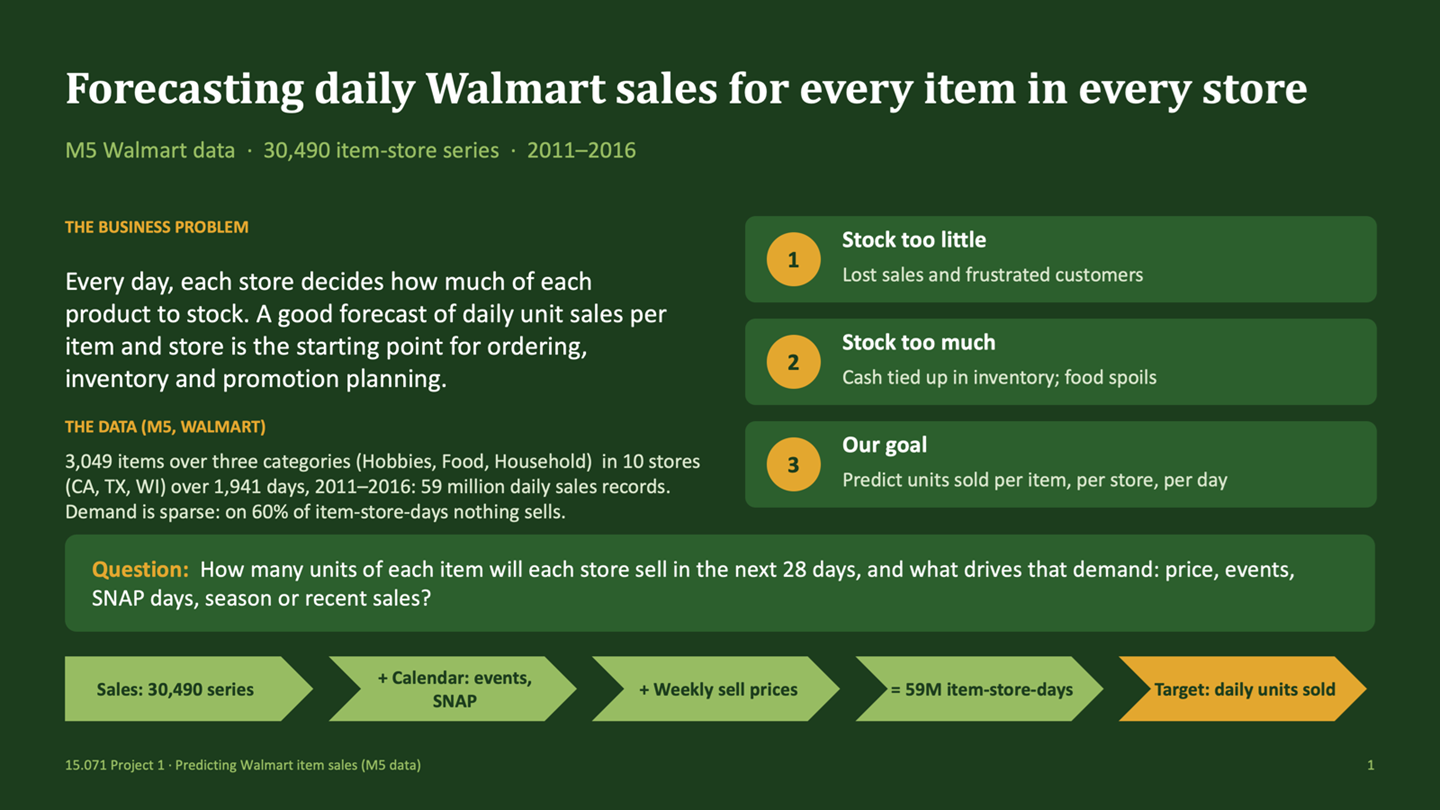 Forecasting daily Walmart sales for every item in every store
M5 Walmart data · 30,490 item-store series · 2011–2016
THE BUSINESS PROBLEM
Every day, each store decides how much of each
product to stock. A good forecast of daily unit sales per
item and store is the starting point for ordering,
inventory and promotion planning.
THE DATA (M5, WALMART)
3,049 items over three categories (Hobbies, Food, Household)  in 10 stores
(CA, TX, WI) over 1,941 days, 2011–2016: 59 million daily sales records.
Demand is sparse: on 60% of item-store-days nothing sells.
1
Stock too little
Lost sales and frustrated customers
2
Stock too much
Cash tied up in inventory; food spoils
3
Our goal
Predict units sold per item, per store, per day
Question: How many units of each item will each store sell in the next 28 days, and what drives that demand: price, events,
SNAP days, season or recent sales?
Sales: 30,490 series
+ Calendar: events,
SNAP
+ Weekly sell prices
= 59M item-store-days
Target: daily units sold
15.071 Project 1 · Predicting Walmart item sales (M5 data)
1